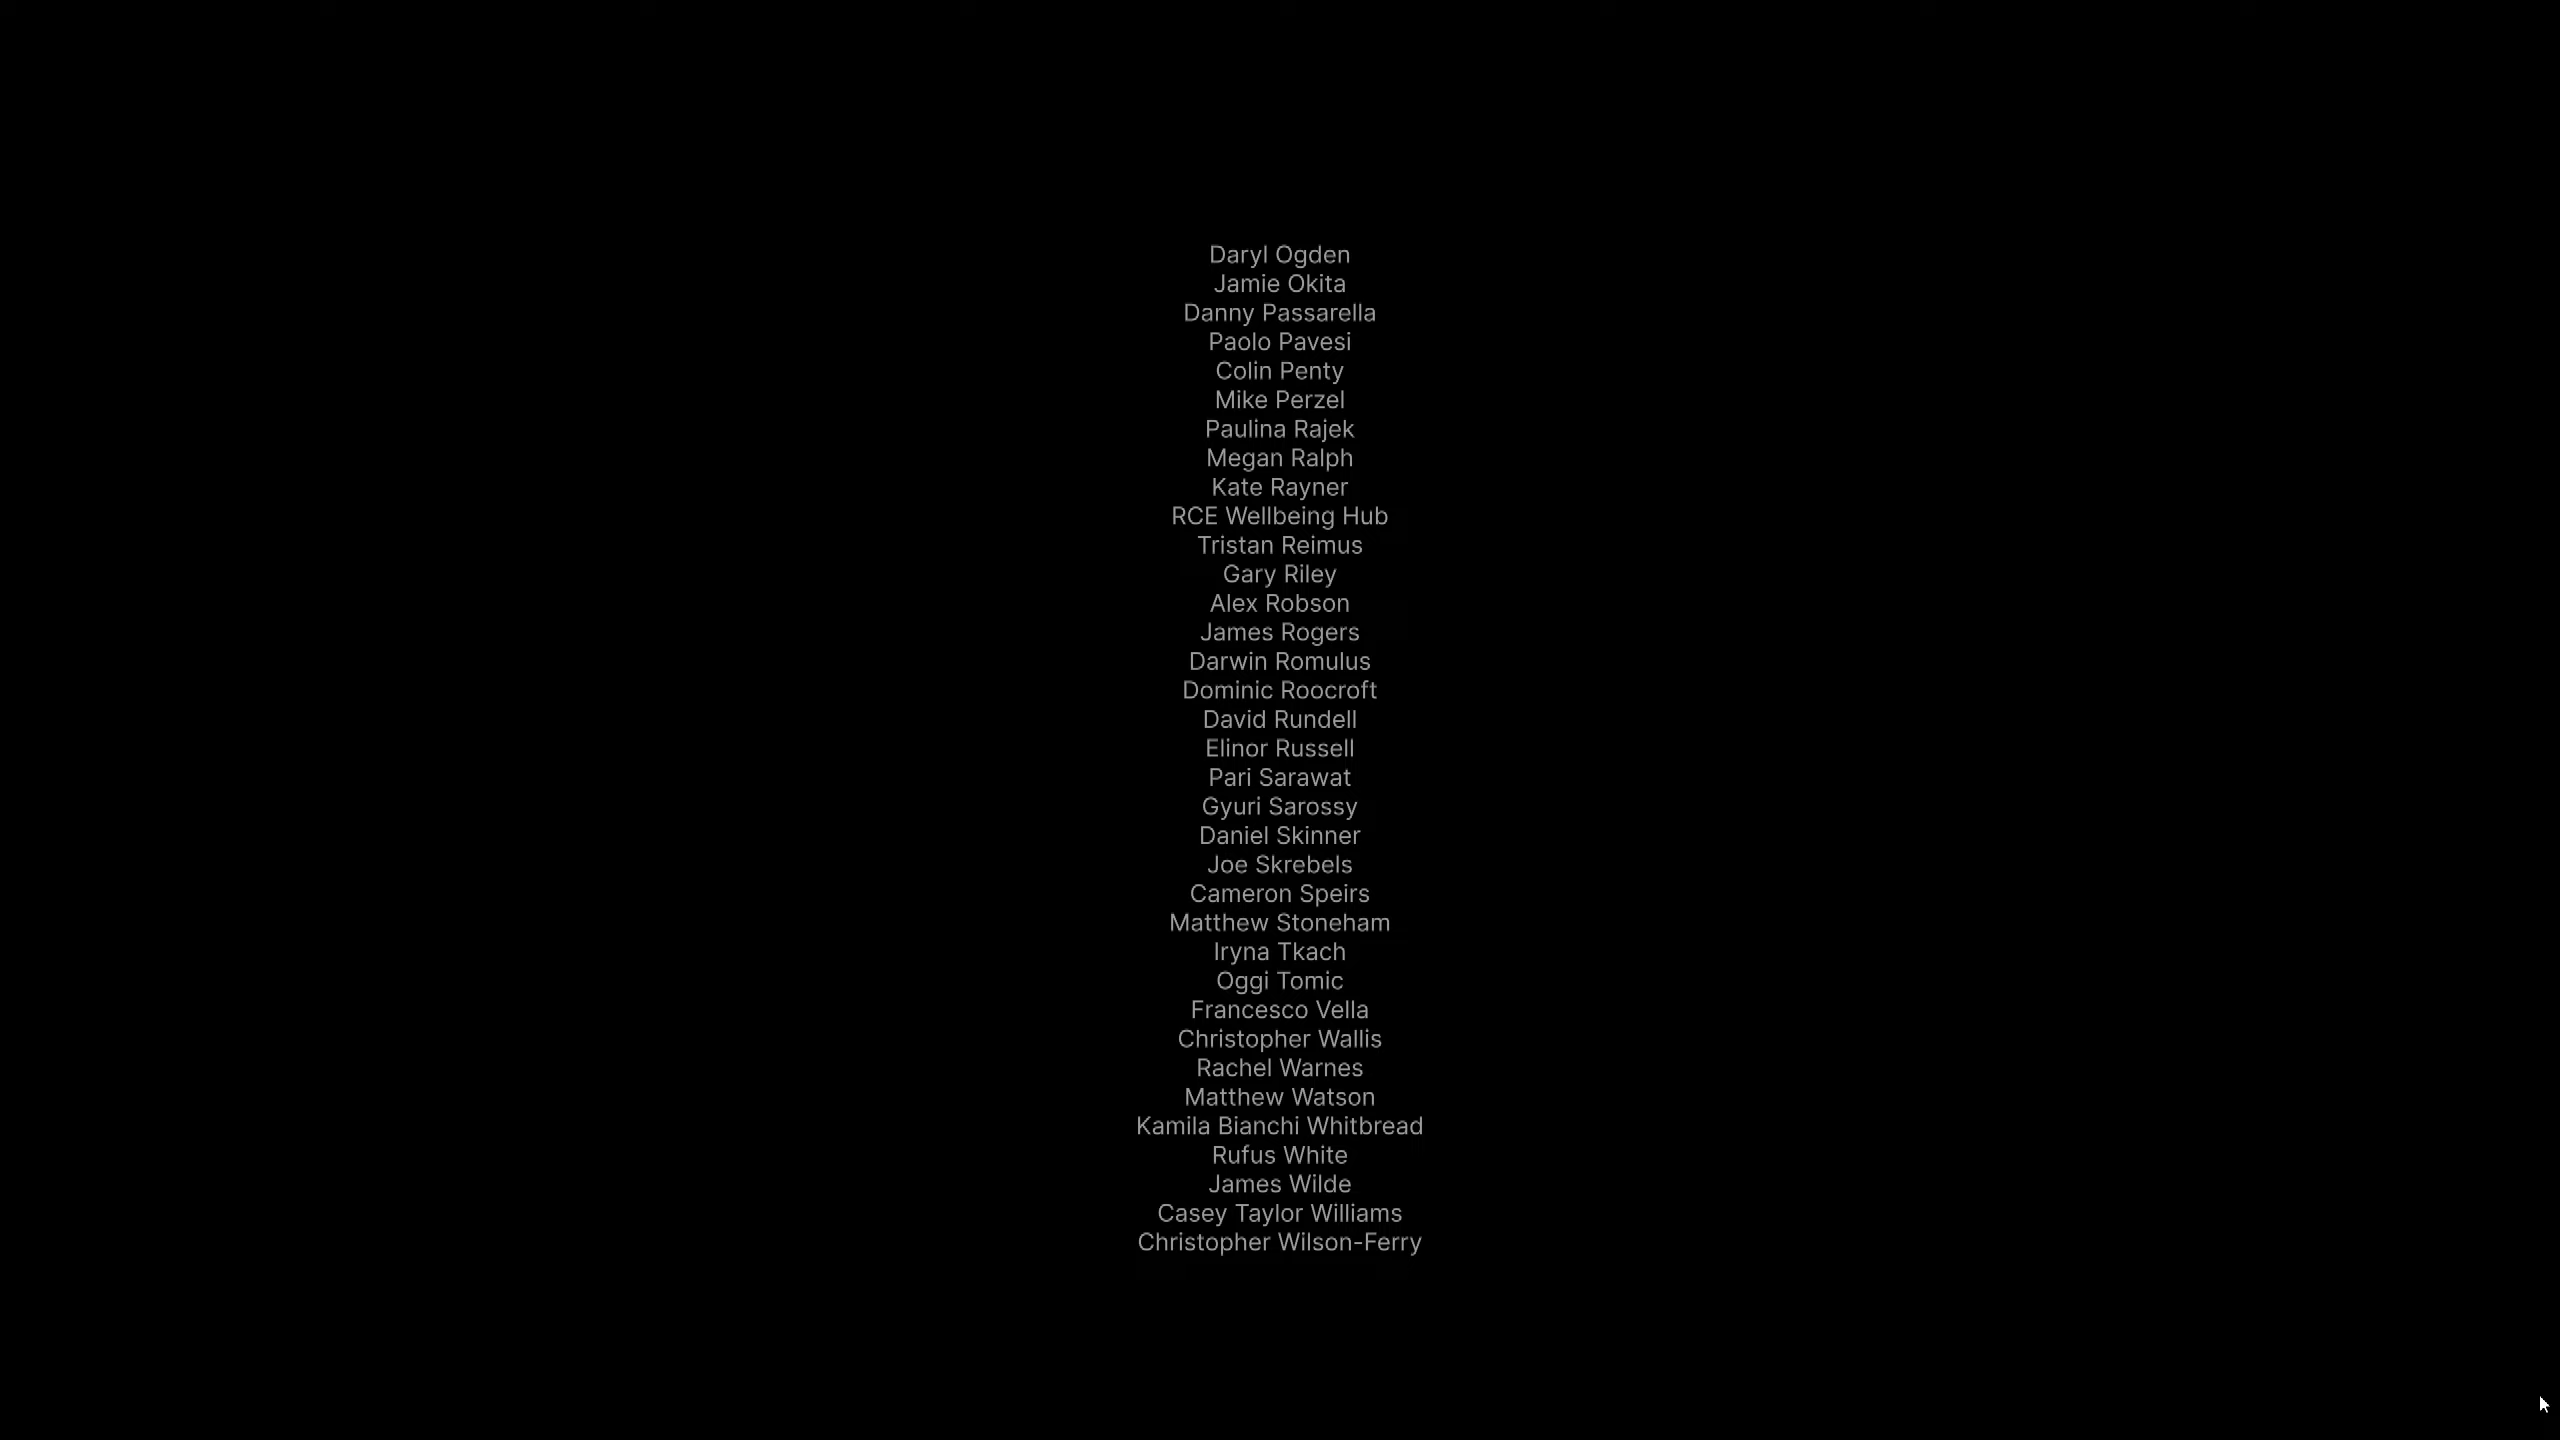 Daryl Ogden
Jamie Okita
Danny Passarella
Paolo Pavesi
Colin Penty
Mike Perzel
Paulina Rajek
Megan Ralph
Kate Rayner
RCE Wellbeing Hub
Tristan Reimus
Gary Riley
Alex Robson
James Rogers
Darwin Romulus
Dominic Roocroft
David Rundell
Elinor Russell
Pari Sarawat
Gyuri Sarossy
Daniel Skinner
Joe Skrebels
Cameron Speirs
Matthew Stoneham
Iryna Tkach
Oggi Tomic
Francesco Vella
Christopher Wallis
Rachel Warnes
Matthew Watson
Kamila Bianchi Whitbread
Rufus White
James Wilde
Casey Taylor Williams
Christopher Wilson-Ferry